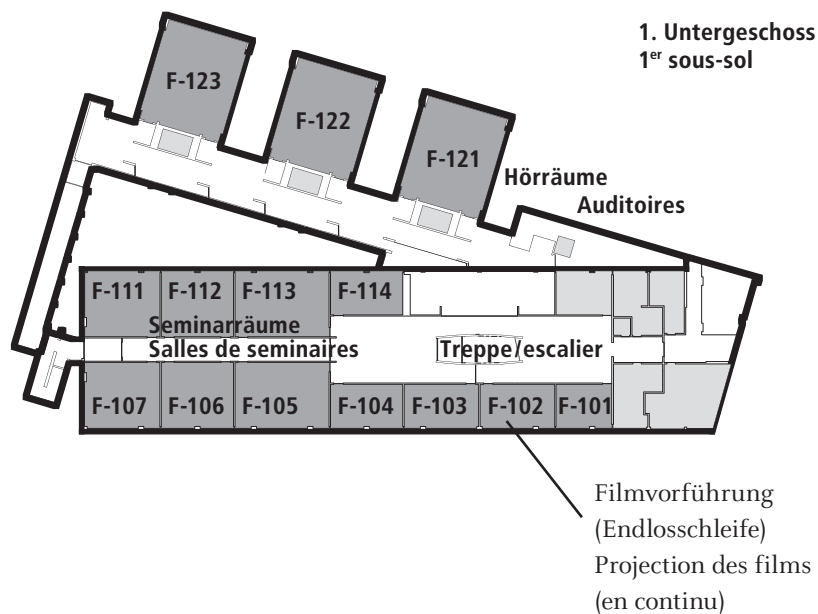 1. Untergeschoss
1er sous-sol
F-123
F-122
F-121
Hörräume
Auditoires
F-111 F-112 F-113 F-114
Seminarräume
Salles de seminaires Treppe/escalier
F-107 F-106 F-105 F-104 F-103 F-102 F-101
Filmvorführung
(Endlosschleife)
Projection des films
(en continu)